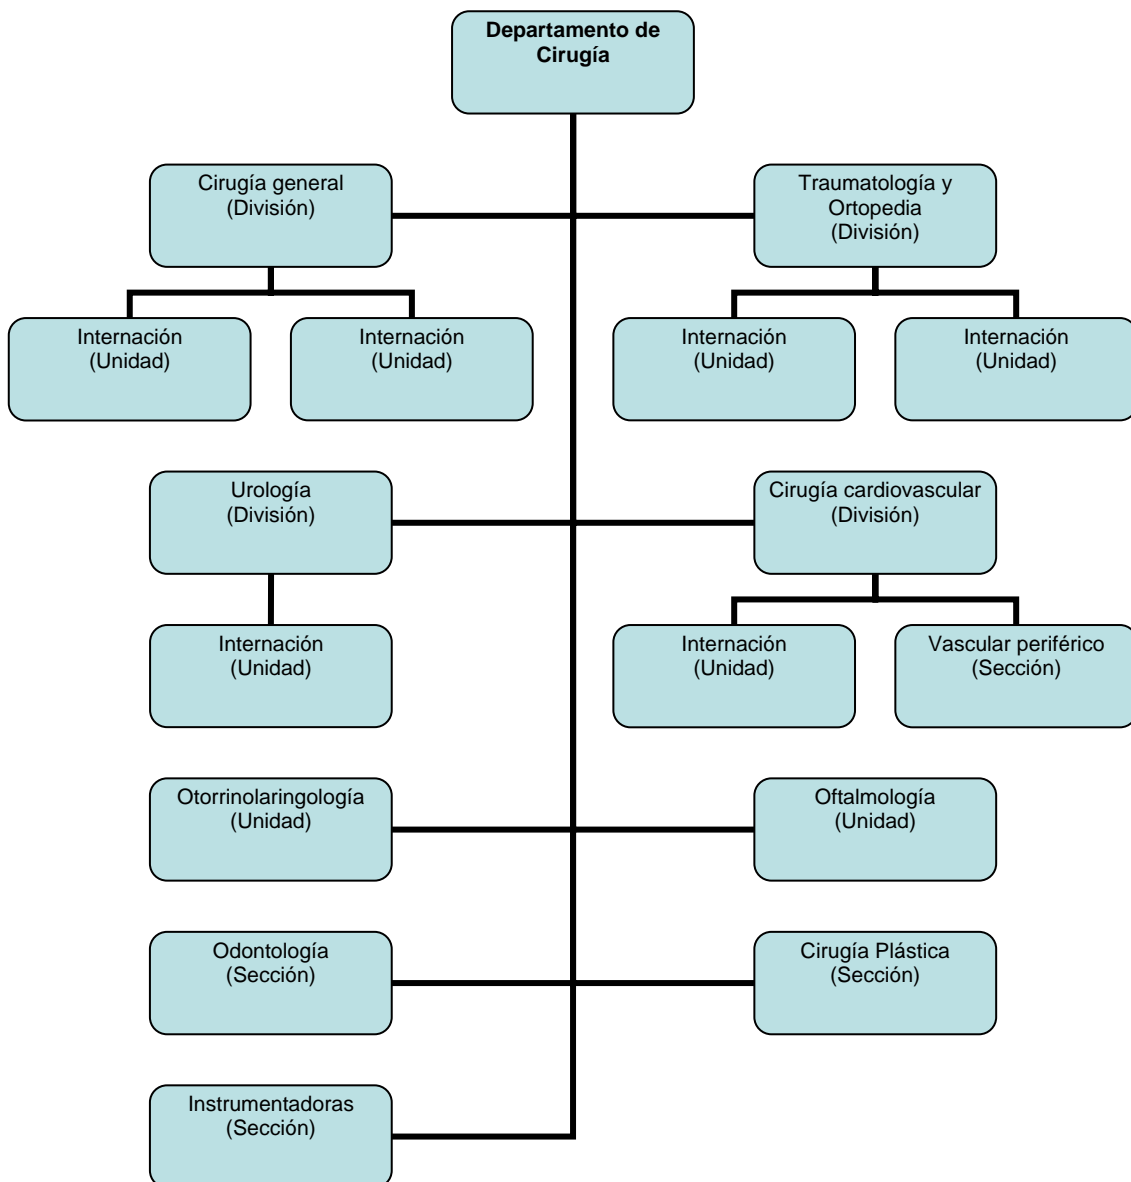 Departamento de
Cirugía
Cirugía general
(División)
Traumatología y
Ortopedia
(División)
Internación
(Unidad)
Internación
(Unidad)
Internación
(Unidad)
Internación
(Unidad)
Urología
(División)
Cirugía cardiovascular
(División)
Internación
(Unidad)
Internación
(Unidad)
Vascular periférico
(Sección)
Otorrinolaringología
(Unidad)
Oftalmología
(Unidad)
Odontología
(Sección)
Cirugía Plástica
(Sección)
Instrumentadoras
(Sección)